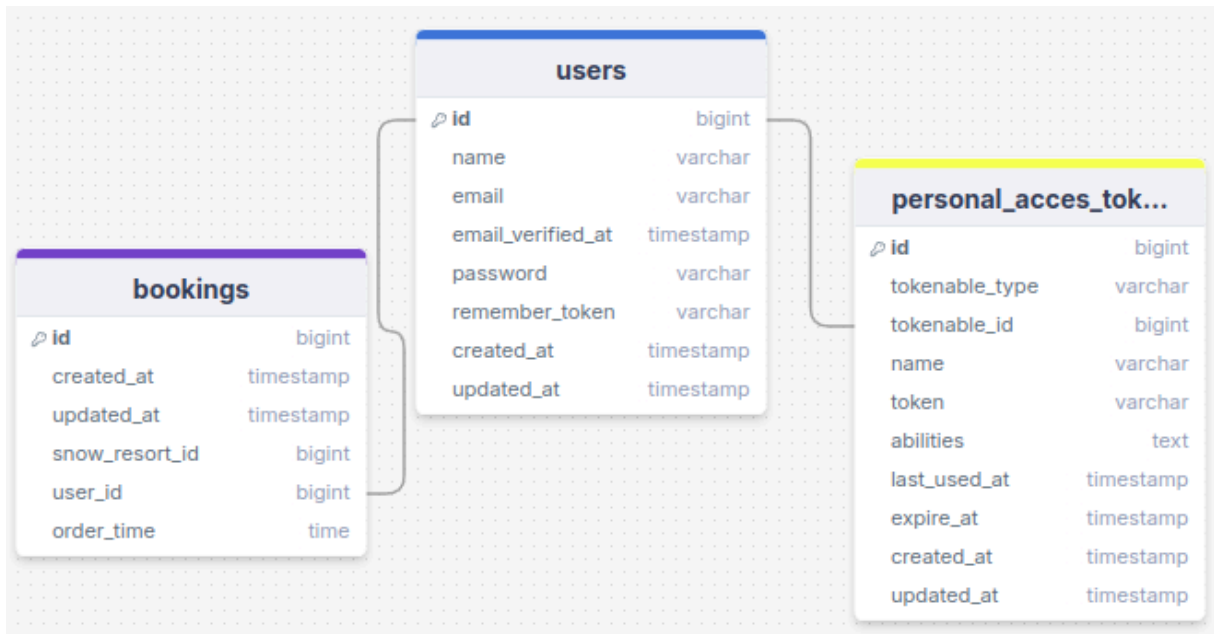 users
id bigint
name varchar
email varchar
email_verified_at timestamp
password varchar
remember_token varchar
created_at timestamp
updated_at timestamp
personal_acces_tok...
id bigint
tokenable_type varchar
tokenable_id bigint
name varchar
token varchar
abilities text
last_used_at timestamp
expire_at timestamp
created_at timestamp
updated_at timestamp
bookings
id bigint
created_at timestamp
updated_at timestamp
snow_resort_id bigint
user_id bigint
order_time time